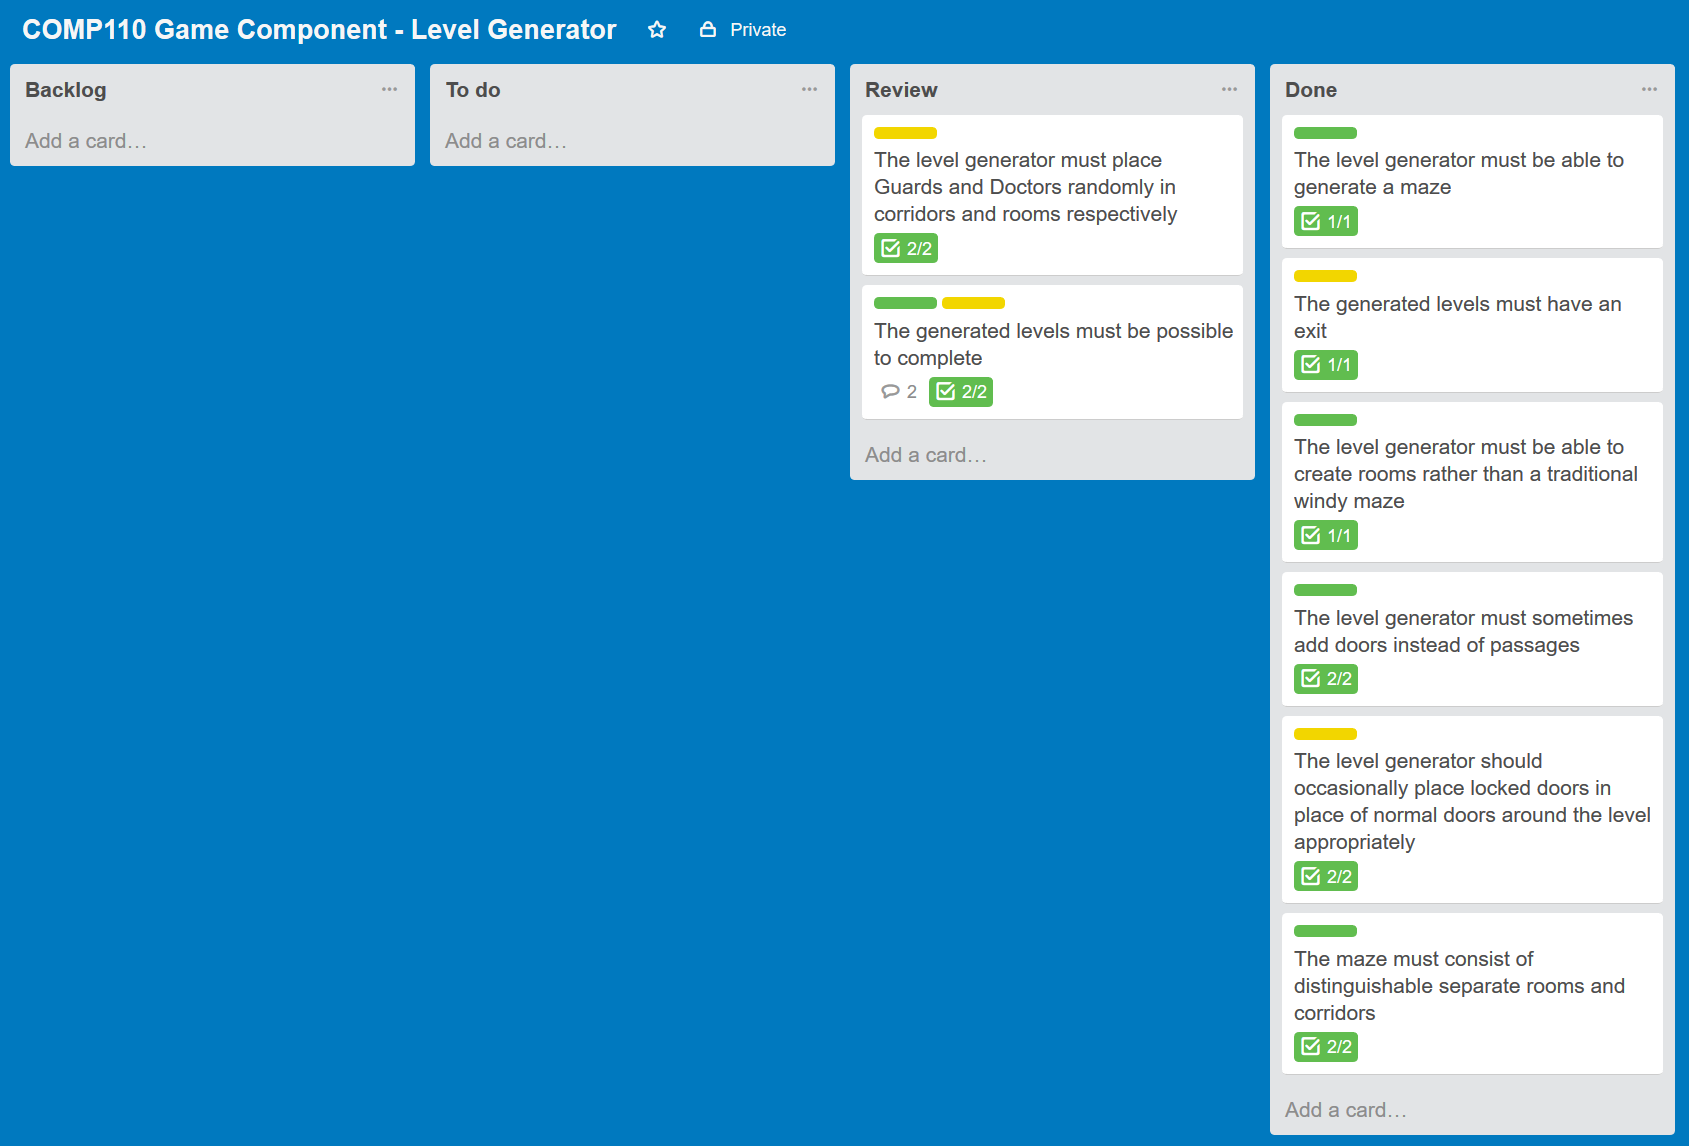 COMP110 Game Component - Level Generator
Private
Backlog
Add a card…
To do
Add a card…
Review
The level generator must place
Guards and Doctors randomly in
corridors and rooms respectively
2/2
The generated levels must be possible
to complete
2 2/2
Add a card…
Done
The level generator must be able to
generate a maze
1/1
The generated levels must have an
exit
1/1
The level generator must be able to
create rooms rather than a traditional
windy maze
1/1
The level generator must sometimes
add doors instead of passages
2/2
The level generator should
occasionally place locked doors in
place of normal doors around the level
appropriately
2/2
The maze must consist of
distinguishable separate rooms and
corridors
2/2
Add a card…